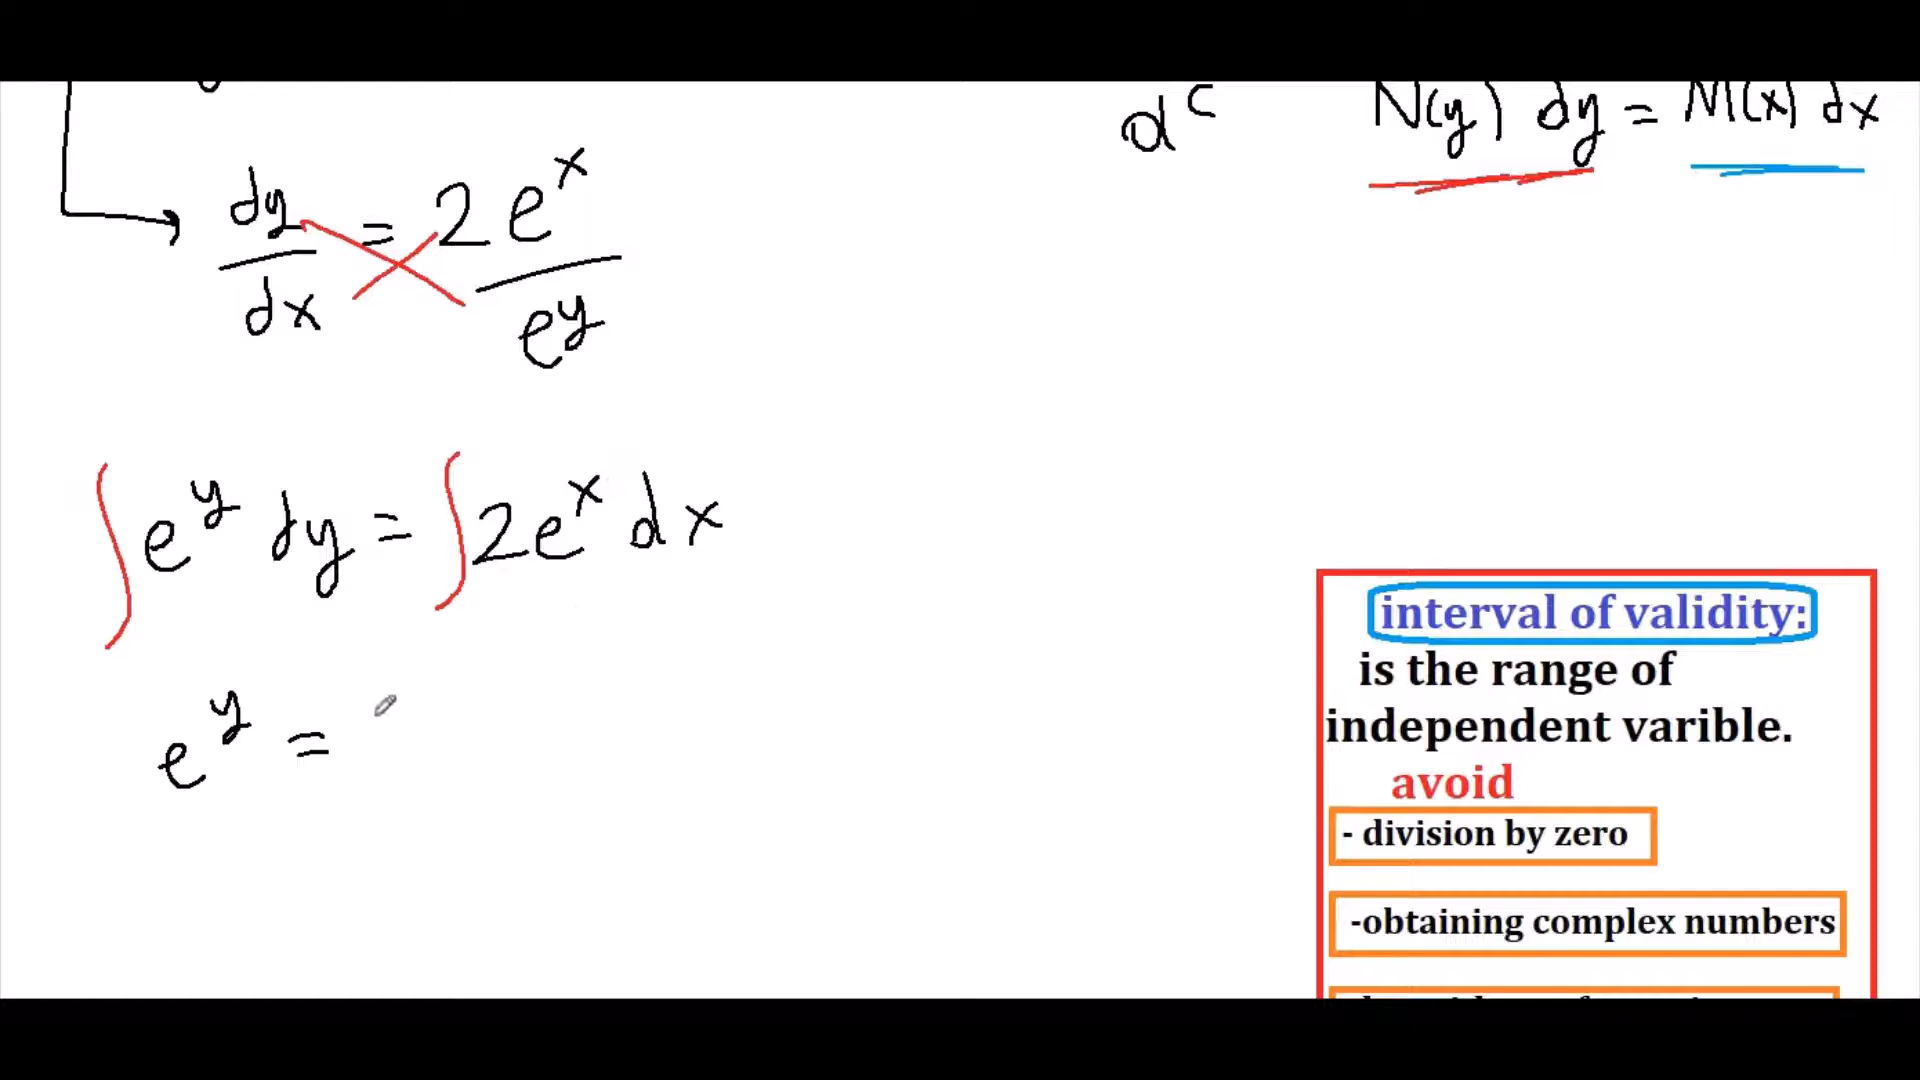 d^c N(y) dy = M(x) dx
dy/dx = 2e^x/e^y
∫ e^y dy = ∫ 2e^x dx
e^y =
interval of validity:
is the range of
independent varible.
avoid
- division by zero
-obtaining complex numbers